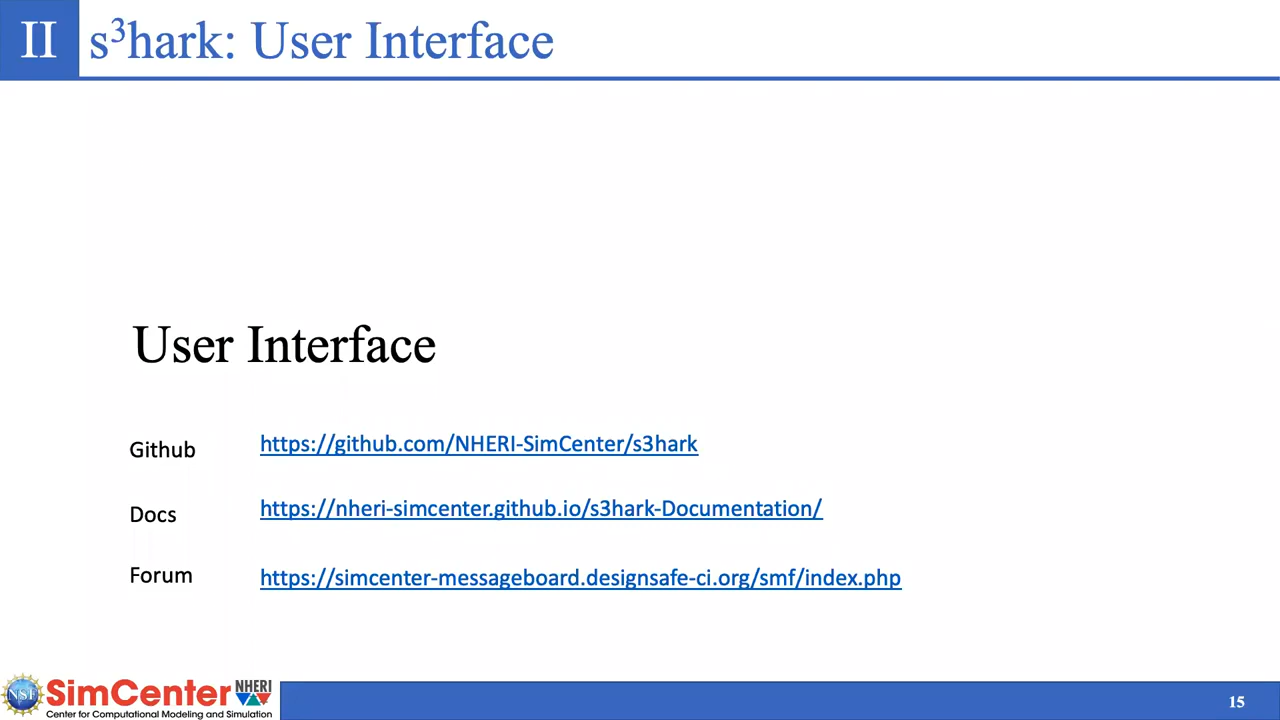 II s³hark: User Interface
User Interface
Github https://github.com/NHERI-SimCenter/s3hark
Docs https://nheri-simcenter.github.io/s3hark-Documentation/
Forum https://simcenter-messageboard.designsafe-ci.org/smf/index.php
NSF SimCenter NHERI
Center for Computational Modeling and Simulation
15